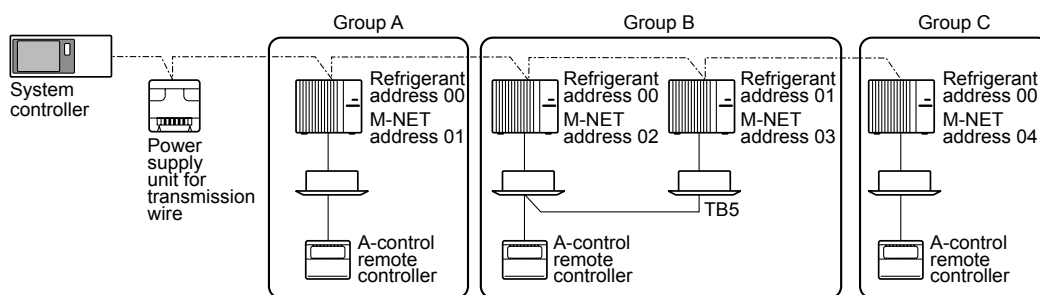 Group A
Group B
Group C
System
controller
Power
supply
unit for
transmission
wire
Refrigerant
address 00
M-NET
address 01
A-control
remote
controller
Refrigerant
address 00
M-NET
address 02
Refrigerant
address 01
M-NET
address 03
TB5
A-control
remote
controller
Refrigerant
address 00
M-NET
address 04
A-control
remote
controller